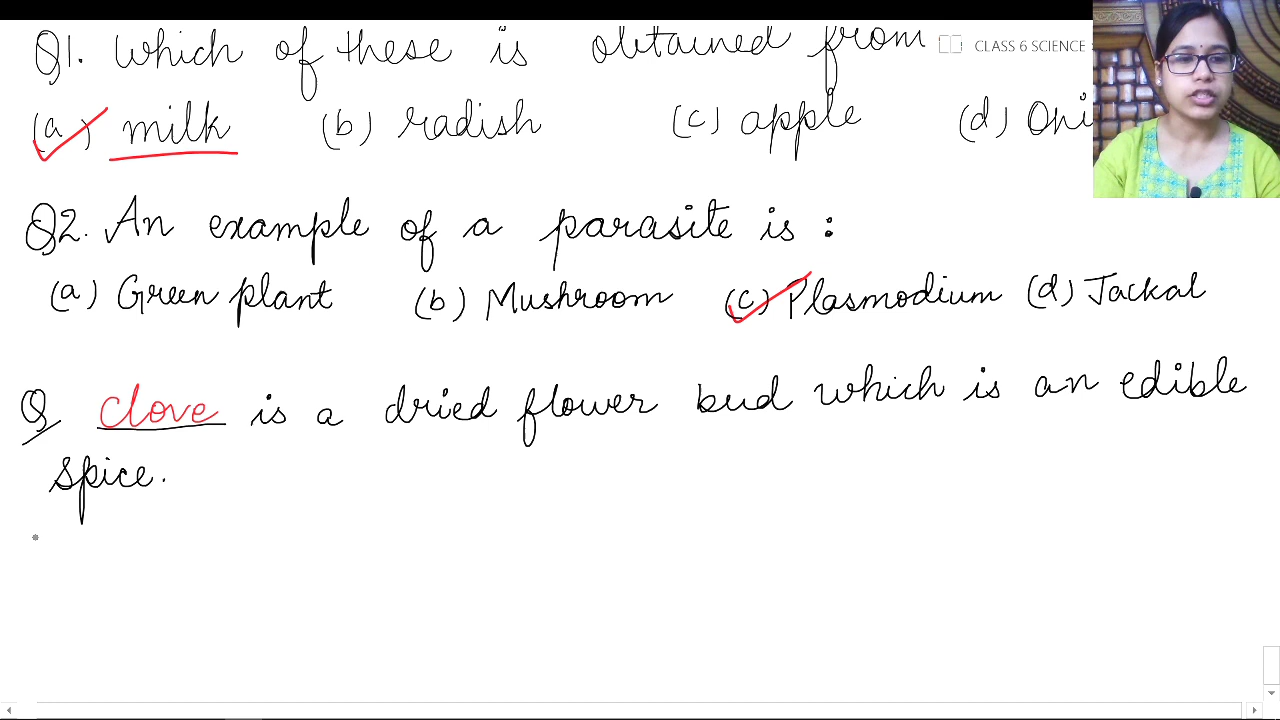 Q1. Which of these is obtained from
CLASS 6 SCIENCE
(a) milk (b) radish (c) apple (d) Oni
Q2. An example of a parasite is :
(a) Green plant (b) Mushroom (c) Plasmodium (d) Jackal
Q clove is a dried flower bud which is an edible
spice.